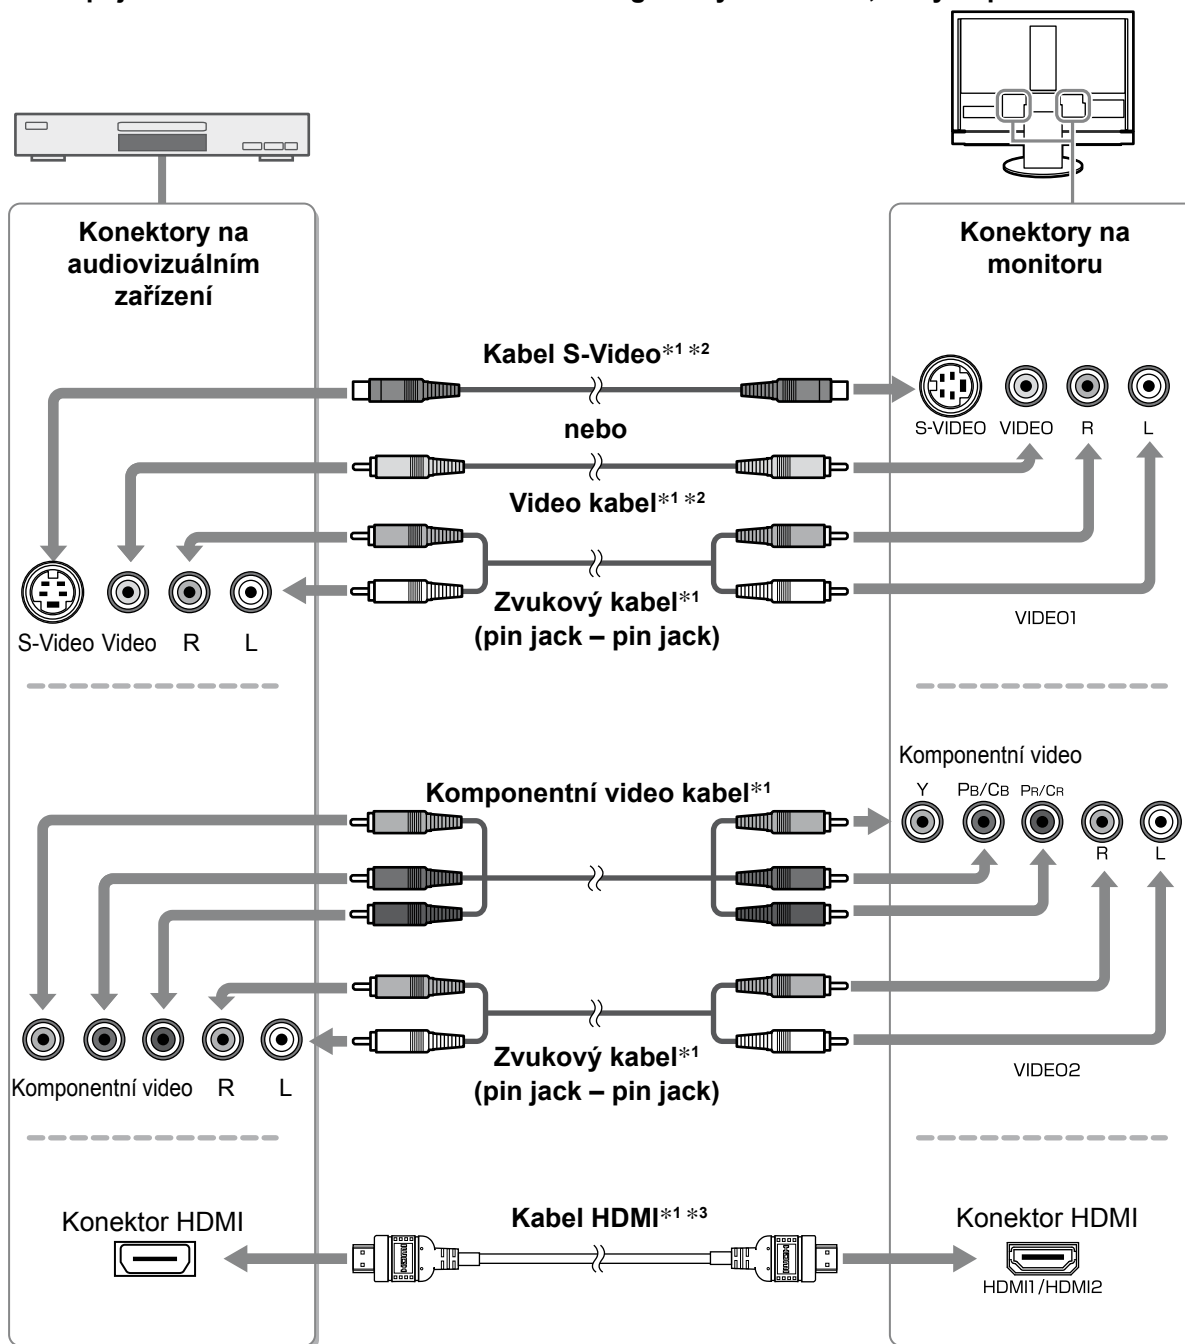 Konektory na
audiovizuálním
zařízení
Konektory na
monitoru
Kabel S-Video*1 *2
S-VIDEO VIDEO R L
nebo
Video kabel*1 *2
Zvukový kabel*1
(pin jack – pin jack)
VIDEO1
S-Video Video R L
Komponentní video
Y PB/CB PR/CR
R L
Komponentní video kabel*1
Zvukový kabel*1
(pin jack – pin jack)
VIDEO2
Komponentní video R L
Kabel HDMI*1 *3
Konektor HDMI
Konektor HDMI
HDMI1/HDMI2